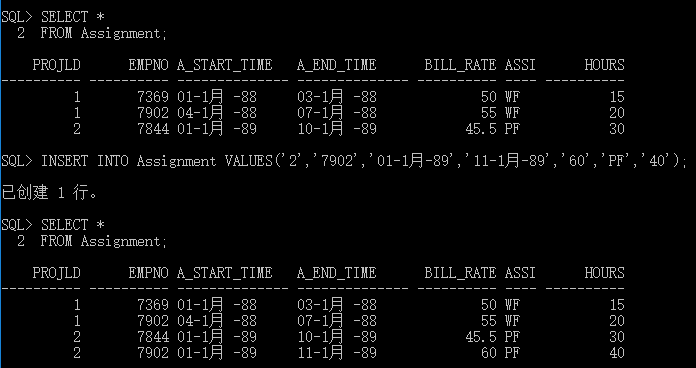 SQL> SELECT *
  2  FROM Assignment;
    PROJLD      EMPNO A_START_TIME   A_END_TIME      BILL_RATE ASSI      HOURS
---------- ---------- -------------- -------------- ---------- ---- ----------
         1       7369 01-1月 -88     03-1月 -88             50 WF           15
         1       7902 04-1月 -88     07-1月 -88             55 WF           20
         2       7844 01-1月 -89     10-1月 -89           45.5 PF           30
SQL> INSERT INTO Assignment VALUES('2','7902','01-1月-89','11-1月-89','60','PF','40');
已创建 1 行。
SQL> SELECT *
  2  FROM Assignment;
    PROJLD      EMPNO A_START_TIME   A_END_TIME      BILL_RATE ASSI      HOURS
---------- ---------- -------------- -------------- ---------- ---- ----------
         1       7369 01-1月 -88     03-1月 -88             50 WF           15
         1       7902 04-1月 -88     07-1月 -88             55 WF           20
         2       7844 01-1月 -89     10-1月 -89           45.5 PF           30
         2       7902 01-1月 -89     11-1月 -89             60 PF           40